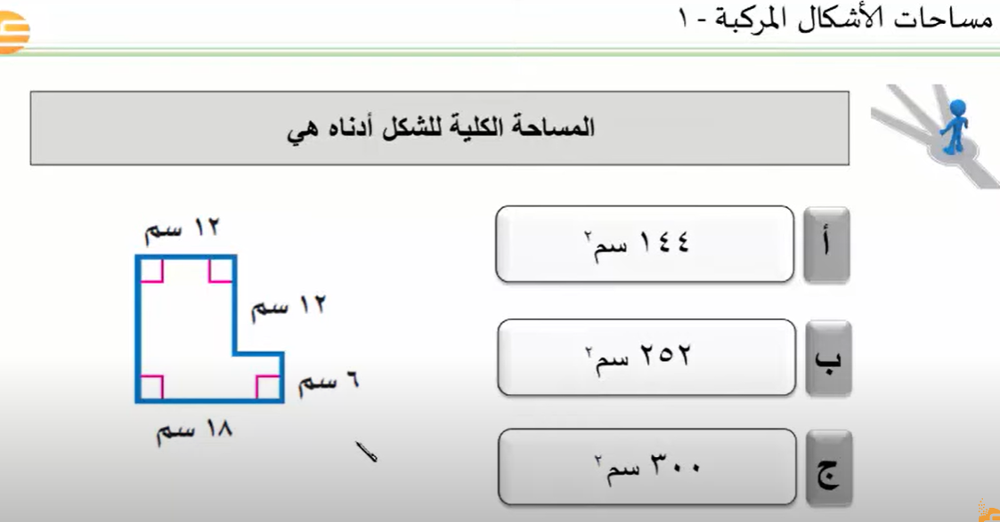 مساحات الأشكال المركبة - ١
المساحة الكلية للشكل أدناه هي
أ
١٤٤ سم٢
ب
٢٥٢ سم٢
ج
٣٠٠ سم٢
١٢ سم
١٢ سم
٦ سم
١٨ سم